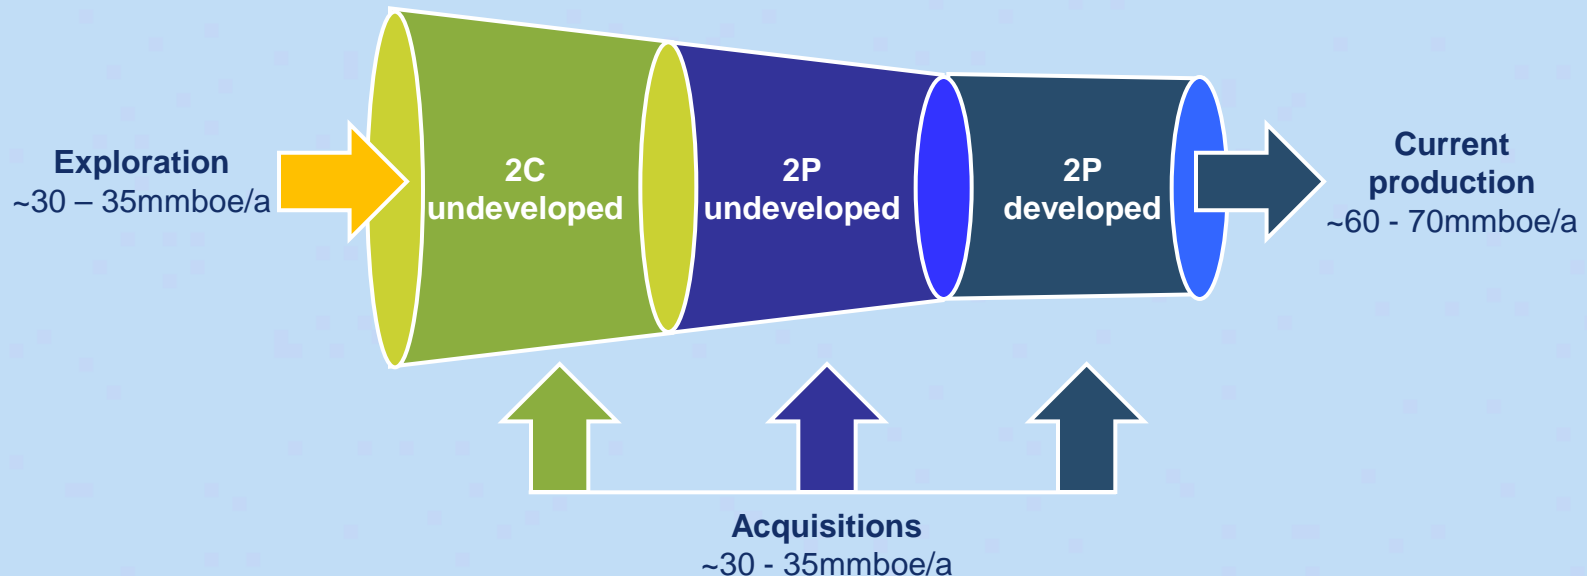 Exploration
~30 – 35mmboe/a
2C
undeveloped
2P
undeveloped
2P
developed
Current
production
~60 - 70mmboe/a
Acquisitions
~30 - 35mmboe/a